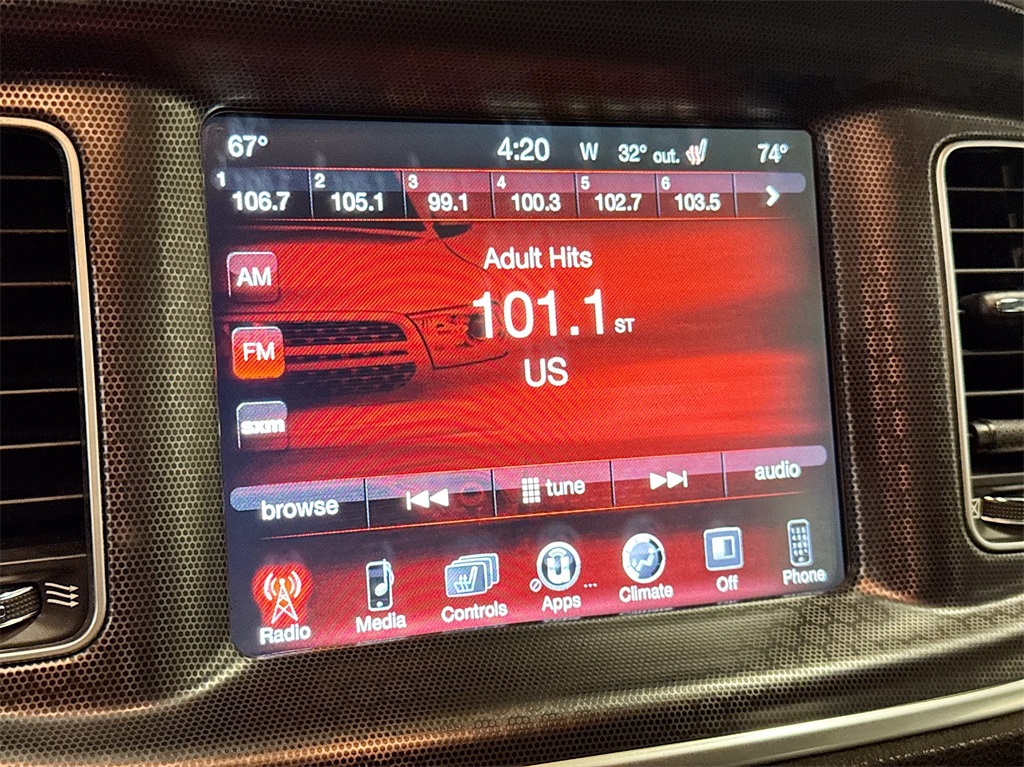 67° 4:20 W 32° out. 74°
1 106.7 2 105.1 3 99.1 4 100.3 5 102.7 6 103.5
AM
Adult Hits
101.1 ST
FM
US
sxm
browse tune audio
Radio Media Controls Apps ... Climate Off Phone